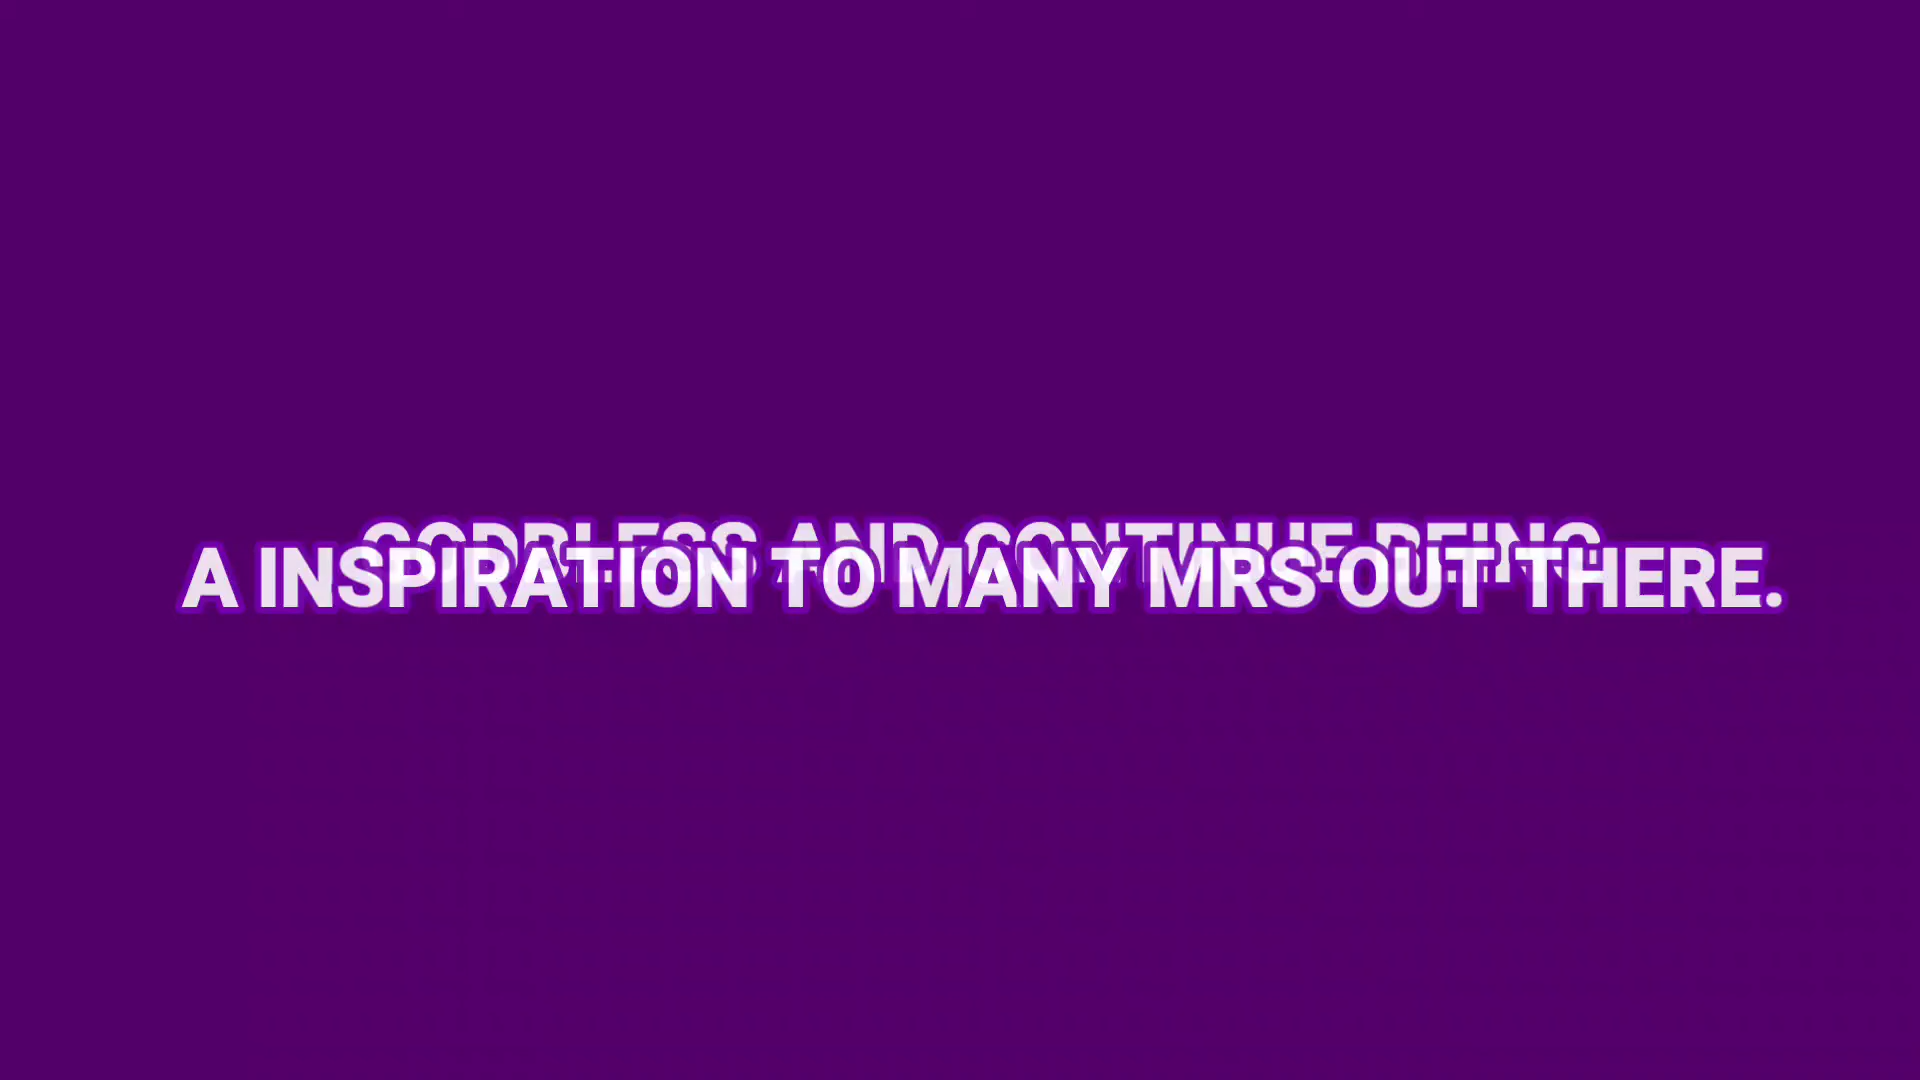 GODBLESS AND CONTINUE BEING
A INSPIRATION TO MANY MRS OUT THERE.